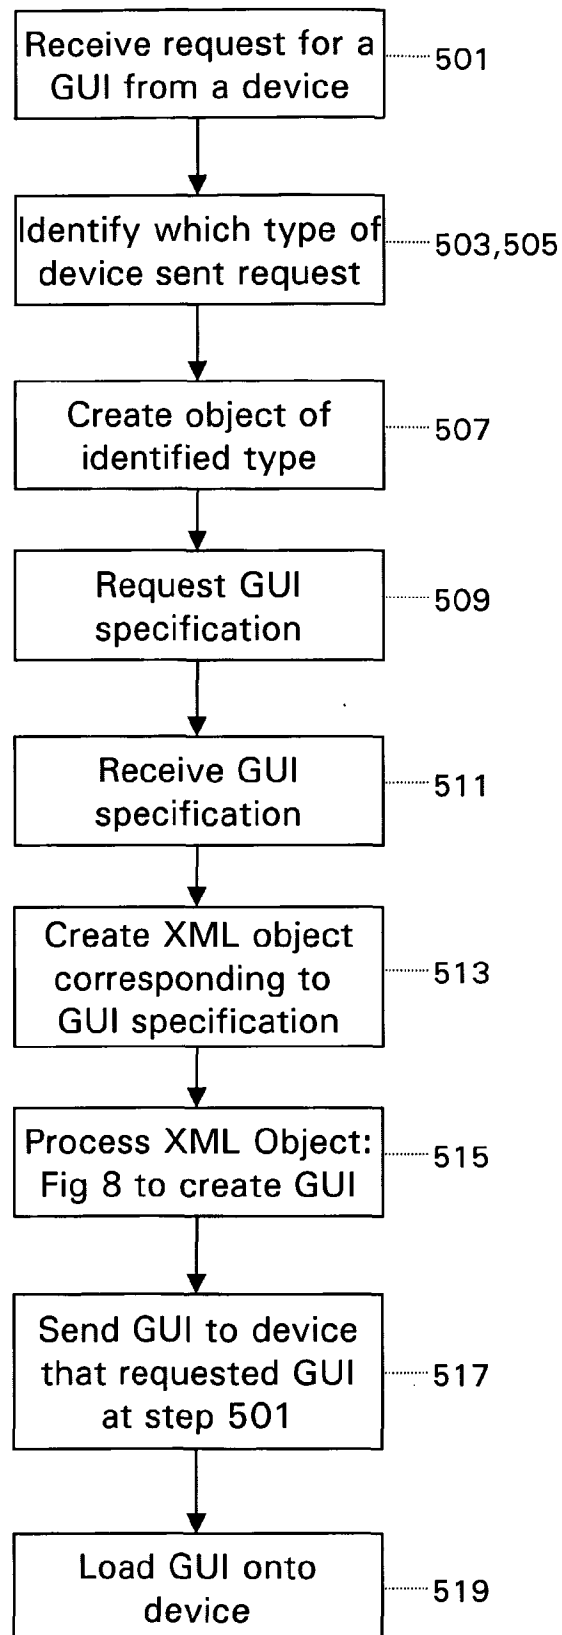 Receive request for a
GUI from a device
501
Identify which type of
device sent request
503,505
Create object of
identified type
507
Request GUI
specification
509
Receive GUI
specification
511
Create XML object
corresponding to
GUI specification
513
Process XML Object:
Fig 8 to create GUI
515
Send GUI to device
that requested GUI
at step 501
517
Load GUI onto
device
519